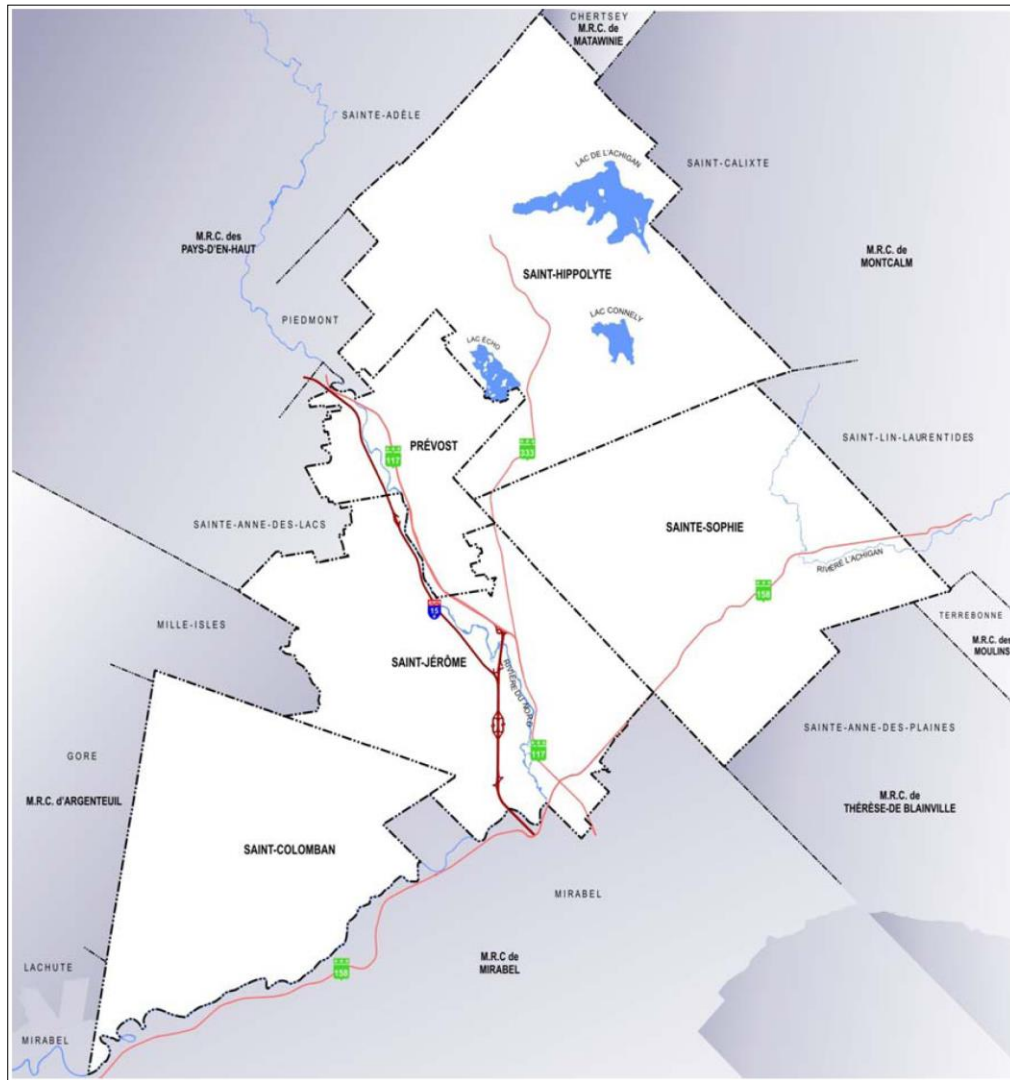 CHERTSEY
M.R.C. de
MATAWINIE
SAINTE-ADÈLE
LAC DE L'ACHIGAN
SAINT-CALIXTE
M.R.C. des
PAYS-D'EN-HAUT
M.R.C. de
MONTCALM
SAINT-HIPPOLYTE
PIEDMONT
LAC CONNELY
LAC ÉCHO
PRÉVOST
117
333
SAINT-LIN-LAURENTIDES
SAINTE-ANNE-DES-LACS
SAINTE-SOPHIE
RIVIÈRE L'ACHIGAN
158
15
MILLE-ISLES
TERREBONNE
M.R.C. des
MOULINS
SAINT-JÉRÔME
RIVIÈRE DU NORD
117
SAINTE-ANNE-DES-PLAINES
GORE
M.R.C. d'ARGENTEUIL
M.R.C. de
THÉRÈSE-DE BLAINVILLE
SAINT-COLOMBAN
MIRABEL
M.R.C de
MIRABEL
LACHUTE
158
MIRABEL